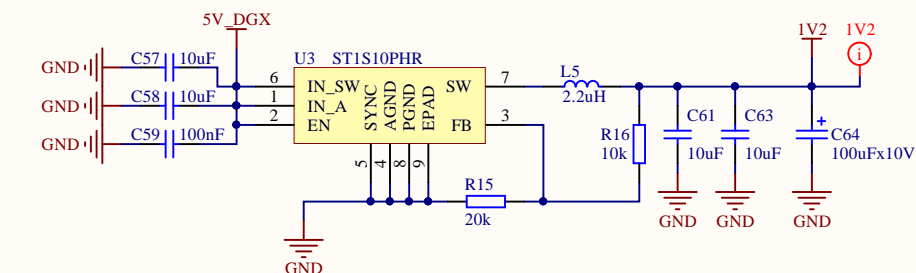 5V_DGX
1V2
1V2
i
GND
C57
10uF
U3
ST1S10PHR
GND
C58
10uF
GND
C59
100nF
6
1
2
IN_SW
IN_A
EN
SYNC
AGND
PGND
EPAD
SW
FB
7
3
5
4
8
9
L5
2.2uH
R16
10k
C61
10uF
C63
10uF
+
C64
100uFx10V
R15
20k
GND
GND
GND
GND